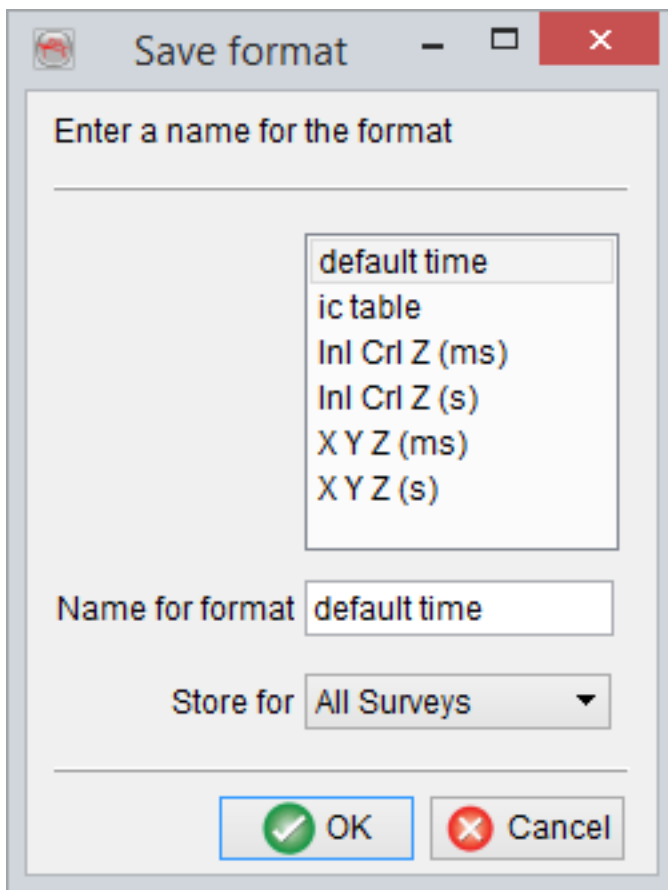 Save format
Enter a name for the format
default time
ic table
Inl Crl Z (ms)
Inl Crl Z (s)
X Y Z (ms)
X Y Z (s)
Name for format default time
Store for All Surveys
OK Cancel